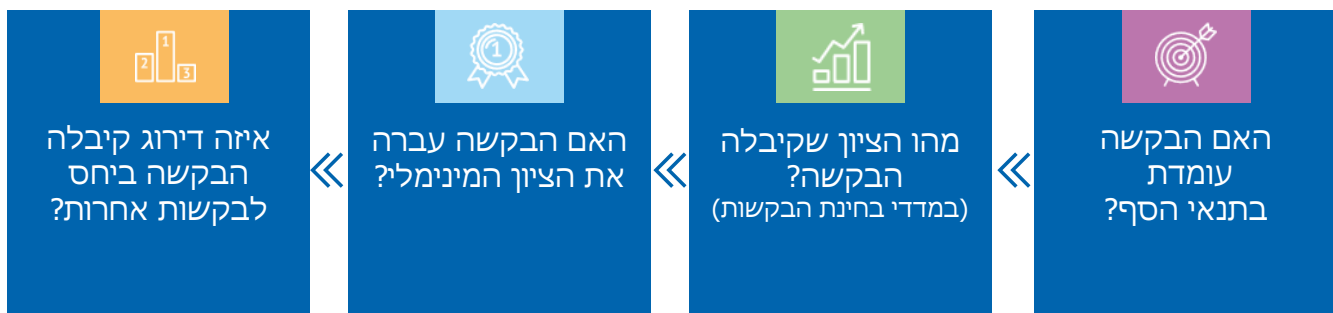 האם הבקשה
עומדת
בתנאי הסף?
מהו הציון שקיבלה
הבקשה?
(במדדי בחינת הבקשות)
1
האם הבקשה עברה
את הציון המינימלי?
1
2
3
איזה דירוג קיבלה
הבקשה ביחס
לבקשות אחרות?